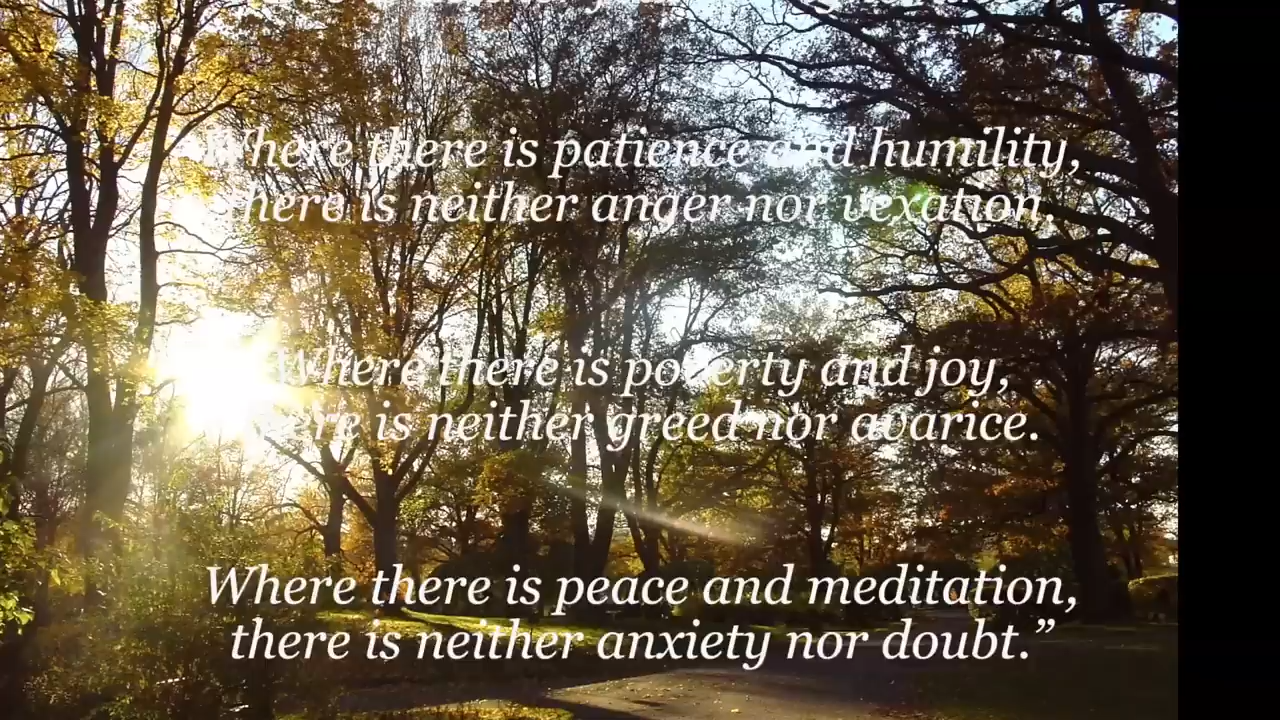 Where there is patience and humility,
there is neither anger nor vexation.
Where there is poverty and joy,
there is neither greed nor avarice.
Where there is peace and meditation,
there is neither anxiety nor doubt.”